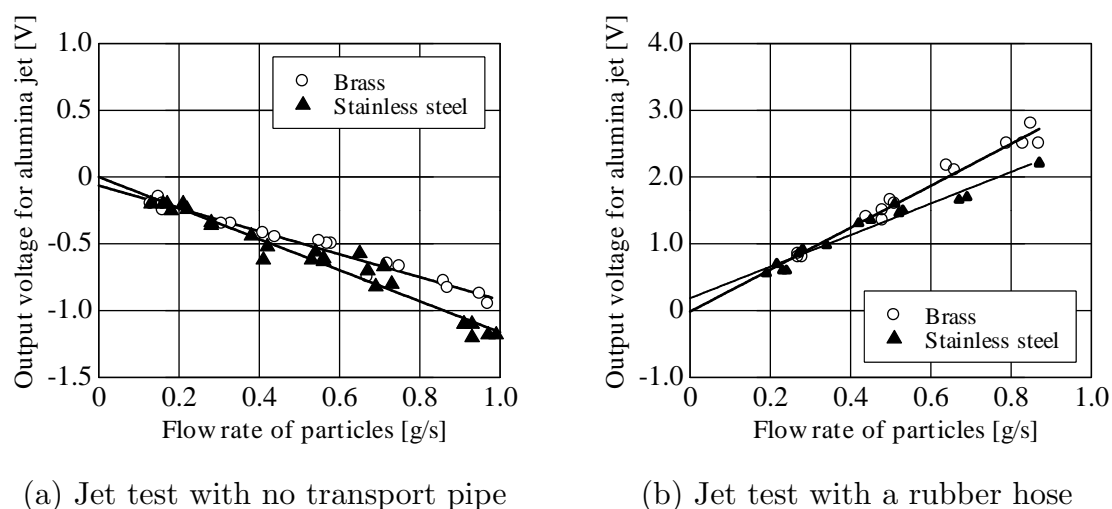 Output voltage for alumina jet [V]
1.0
0.5
0
-0.5
-1.0
-1.5
0
0.2
0.4
0.6
0.8
1.0
Flow rate of particles [g/s]
Brass
Stainless steel
(a) Jet test with no transport pipe
Output voltage for alumina jet [V]
4.0
3.0
2.0
1.0
0
-1.0
0
0.2
0.4
0.6
0.8
1.0
Flow rate of particles [g/s]
Brass
Stainless steel
(b) Jet test with a rubber hose